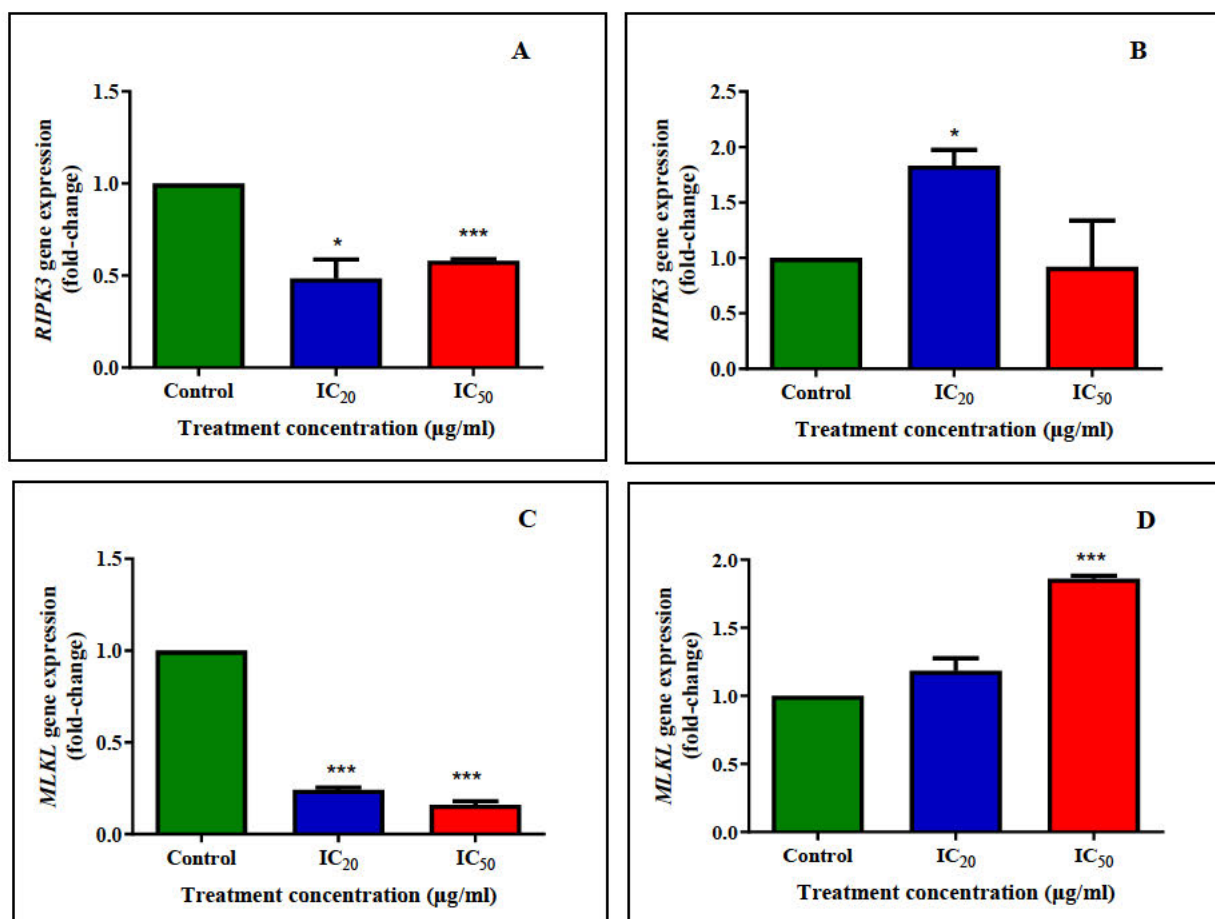 A
RIPK3 gene expression
(fold-change)
1.5
1.0
0.5
0.0
*
***
Control IC20 IC50
Treatment concentration (µg/ml)
B
RIPK3 gene expression
(fold-change)
2.5
2.0
1.5
1.0
0.5
0.0
*
Control IC20 IC50
Treatment concentration (µg/ml)
C
MLKL gene expression
(fold-change)
1.5
1.0
0.5
0.0
***
***
Control IC20 IC50
Treatment concentration (µg/ml)
D
MLKL gene expression
(fold-change)
2.0
1.5
1.0
0.5
0.0
***
Control IC20 IC50
Treatment concentration (µg/ml)